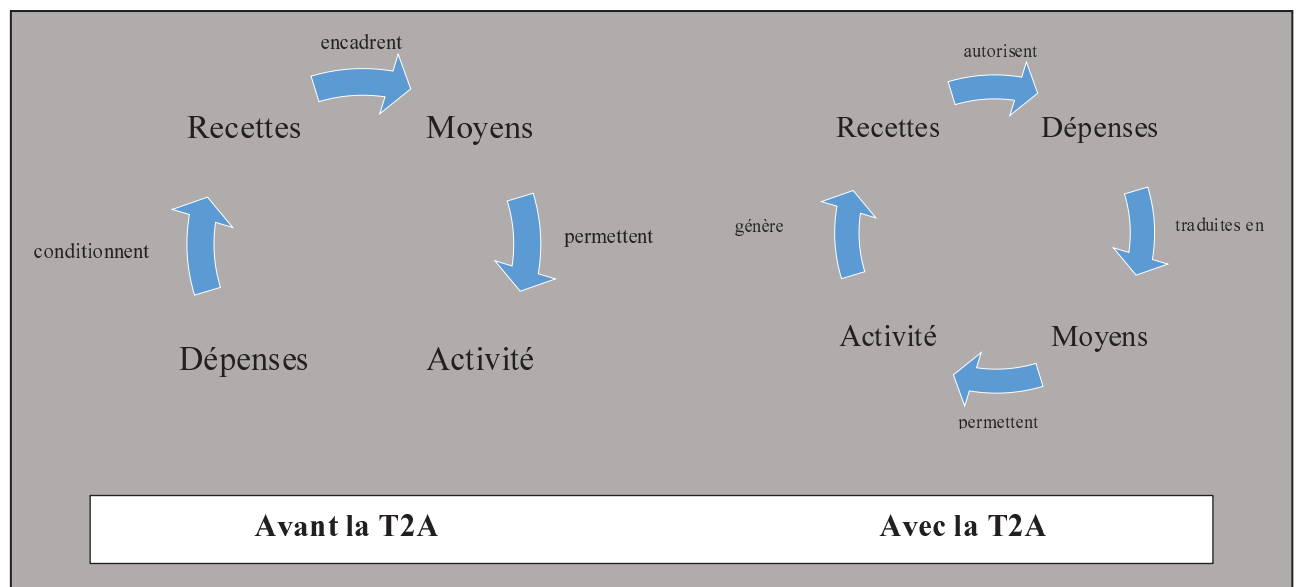 encadrent
Recettes
Moyens
conditionnent
permettent
Dépenses
Activité
autorisent
Recettes
Dépenses
génère
traduites en
Activité
Moyens
permettent
Avant la T2A
Avec la T2A